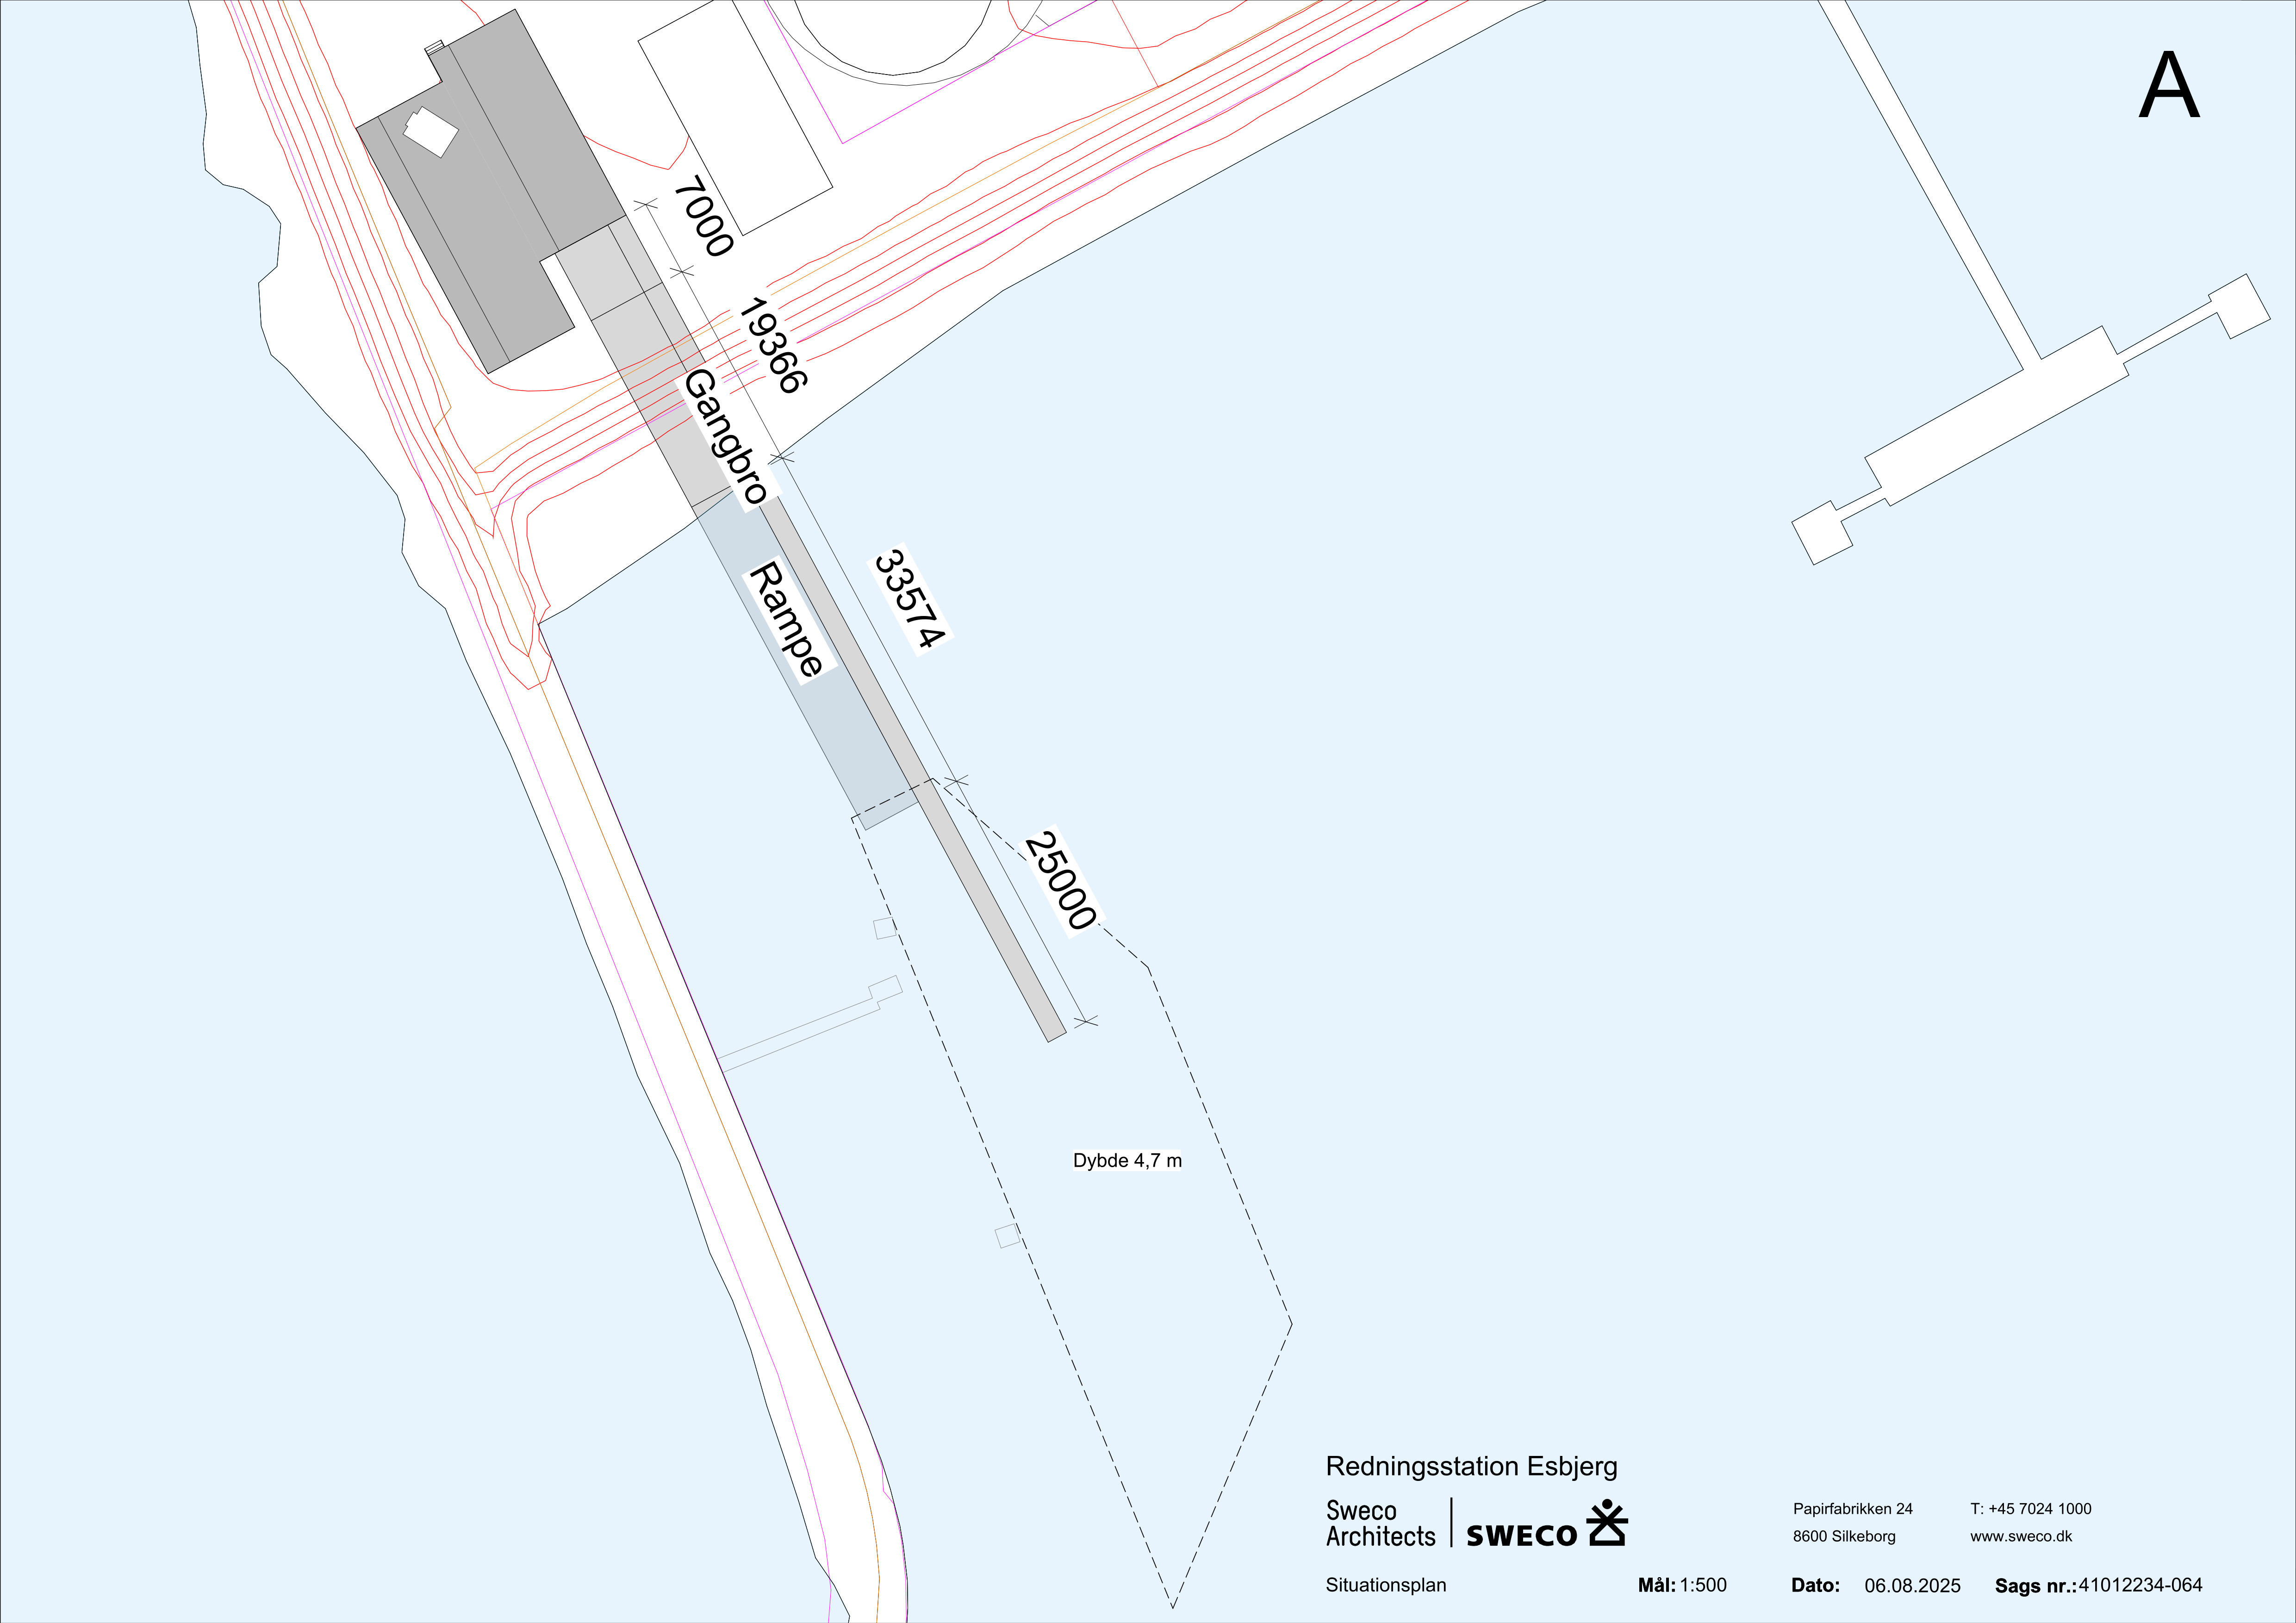 A
7000
19366
Gangbro
33574
Rampe
25000
Dybde 4,7 m
Redningsstation Esbjerg
Sweco
Architects
SWECO
Papirfabrikken 24
T: +45 7024 1000
8600 Silkeborg
www.sweco.dk
Situationsplan
Mål: 1:500
Dato: 06.08.2025
Sags nr.: 41012234-064